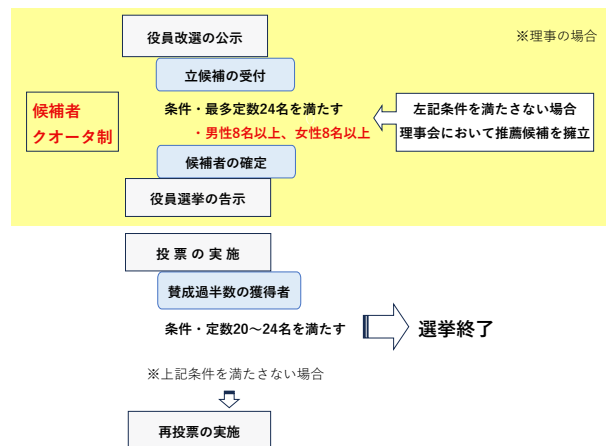 役員改選の公示
※理事の場合
立候補の受付
候補者
クオータ制
条件・最多定数24名を満たす
・男性8名以上、女性8名以上
左記条件を満たさない場合
理事会において推薦候補を擁立
候補者の確定
役員選挙の告示
投票の実施
賛成過半数の獲得者
条件・定数20～24名を満たす
選挙終了
※上記条件を満たさない場合
再投票の実施